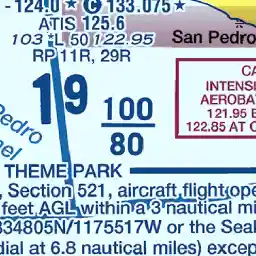 - 124.0 ★ C 133.075 ★
ATIS 125.6
103 *L 50 122.95
San Pedro
RP 11R, 29R
19
100
80
CA
INTENSI
AEROBA
121.95 
122.85 AT C
Pedro
nel
THEME PARK
, Section 521, aircraft flight ope
feet AGL within a 3 nautical mi
334805N/1175517W or the Seal
dial at 6.8 nautical miles) excep